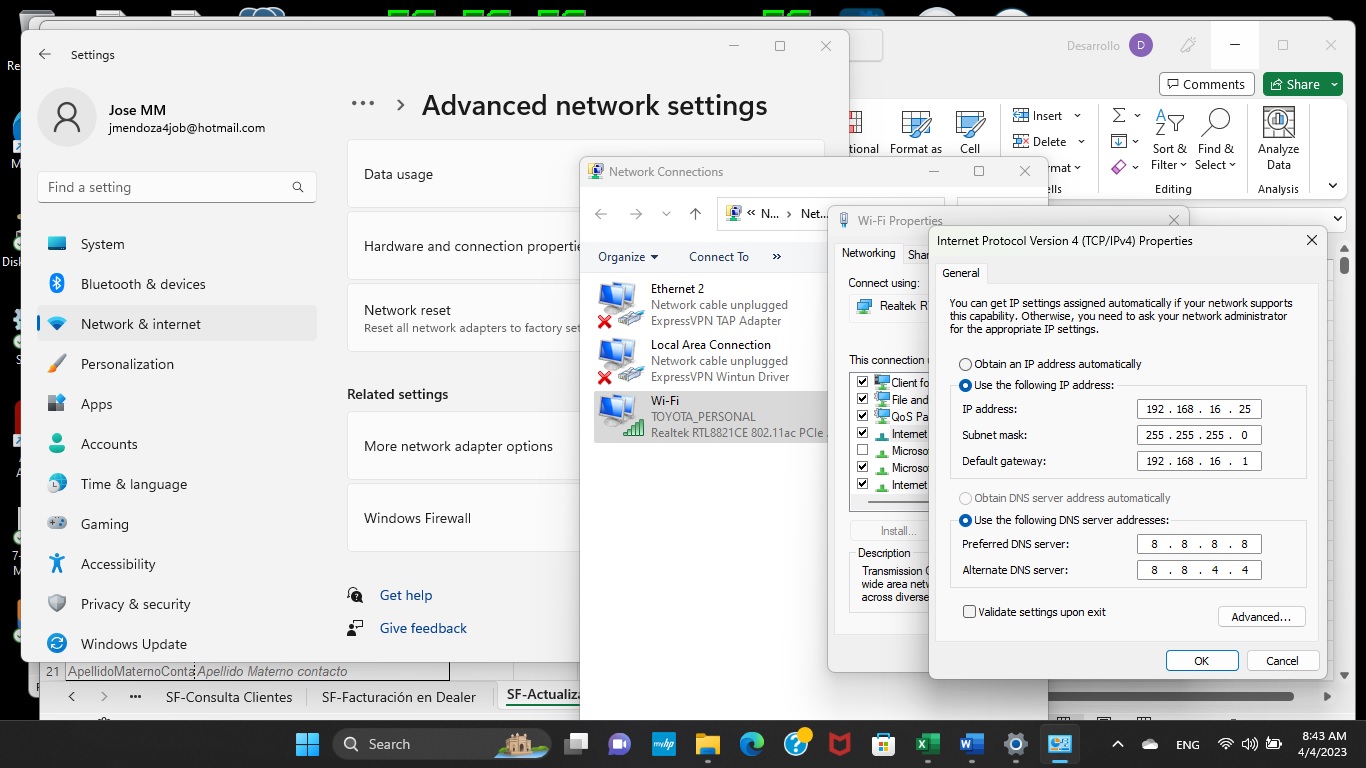 Settings
Jose MM
jmendoza4job@hotmail.com
Find a setting
System
Bluetooth & devices
Network & internet
Personalization
Apps
Accounts
Time & language
Gaming
Accessibility
Privacy & security
Windows Update
Advanced network settings
Data usage
Hardware and connection propertie
Network reset
Reset all network adapters to factory set
Related settings
More network adapter options
Windows Firewall
Get help
Give feedback
Network Connections
« N... › Net...
Organize
Connect To
»
Ethernet 2
Network cable unplugged
ExpressVPN TAP Adapter
Local Area Connection
Network cable unplugged
ExpressVPN Wintun Driver
Wi-Fi
TOYOTA_PERSONAL
Realtek RTL8821CE 802.11ac PCIe ...
Wi-Fi Properties
Networking
Shar
Connect using:
Realtek RT
This connection u
Client fo
File and
QoS Pa
Internet
Microso
Microso
Internet
Install...
Description
Transmission C
wide area netw
across diverse
Internet Protocol Version 4 (TCP/IPv4) Properties
General
You can get IP settings assigned automatically if your network supports
this capability. Otherwise, you need to ask your network administrator
for the appropriate IP settings.
Obtain an IP address automatically
Use the following IP address:
IP address: 192 . 168 . 16 . 25
Subnet mask: 255 . 255 . 255 . 0
Default gateway: 192 . 168 . 16 . 1
Obtain DNS server address automatically
Use the following DNS server addresses:
Preferred DNS server: 8 . 8 . 8 . 8
Alternate DNS server: 8 . 8 . 4 . 4
Validate settings upon exit
Advanced...
OK
Cancel
Desarrollo D
Comments
Share
Insert
Delete
Format as
Cell
Sort &
Filter
Find &
Select
Editing
Analyze
Data
Analysis
21 ApellidoMaternoConta Apellido Materno contacto
SF-Consulta Clientes
SF-Facturación en Dealer
SF-Actualiza
Search
myhp
ENG
8:43 AM
4/4/2023